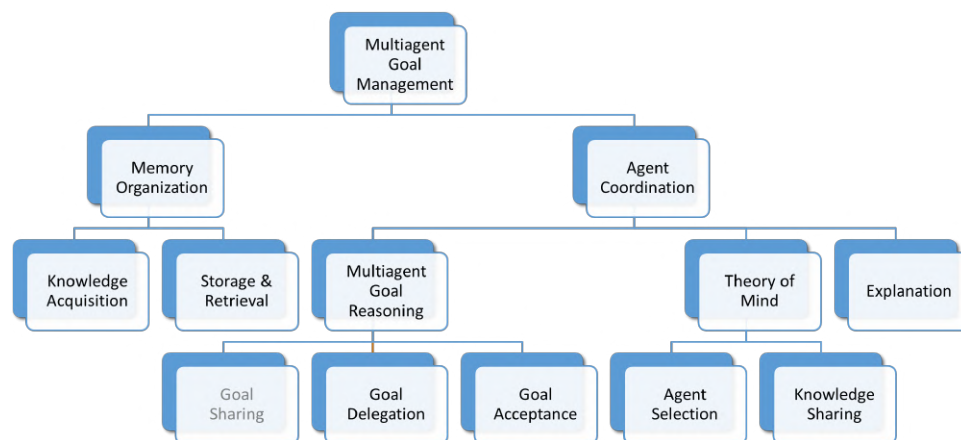 Multiagent
Goal
Management
Memory
Organization
Agent
Coordination
Knowledge
Acquisition
Storage &
Retrieval
Multiagent
Goal
Reasoning
Theory of
Mind
Explanation
Goal
Sharing
Goal
Delegation
Goal
Acceptance
Agent
Selection
Knowledge
Sharing